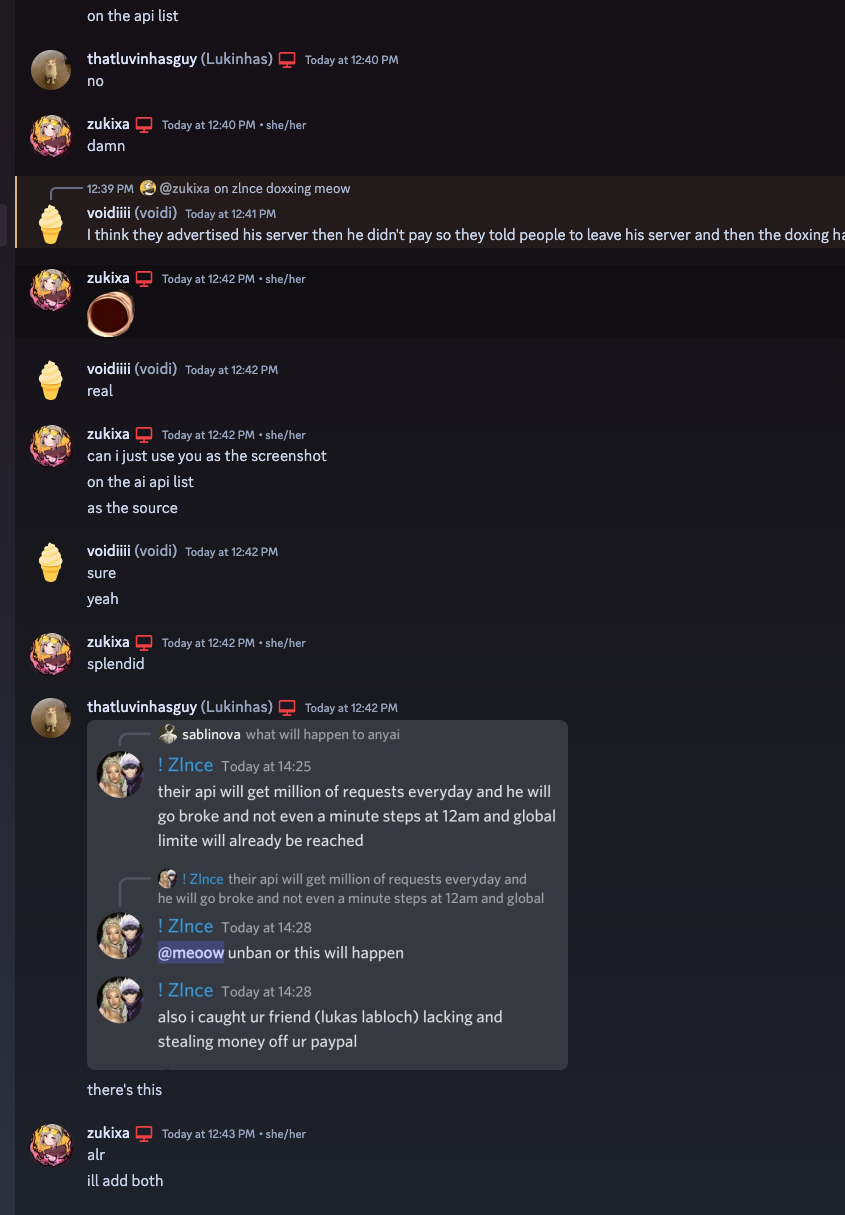 on the api list
thatluvinhasguy (Lukinhas) Today at 12:40 PM
no
zukixa Today at 12:40 PM • she/her
damn
12:39 PM @zukixa on zlnce doxxing meow
voidiiii (voidi) Today at 12:41 PM
I think they advertised his server then he didn't pay so they told people to leave his server and then the doxing ha
zukixa Today at 12:42 PM • she/her
voidiiii (voidi) Today at 12:42 PM
real
zukixa Today at 12:42 PM • she/her
can i just use you as the screenshot
on the ai api list
as the source
voidiiii (voidi) Today at 12:42 PM
sure
yeah
zukixa Today at 12:42 PM • she/her
splendid
thatluvinhasguy (Lukinhas) Today at 12:42 PM
sablinova what will happen to anyai
! Zlnce Today at 14:25
their api will get million of requests everyday and he will
go broke and not even a minute steps at 12am and global
limite will already be reached
! Zlnce their api will get million of requests everyday and
he will go broke and not even a minute steps at 12am and global
! Zlnce Today at 14:28
@meoow unban or this will happen
! Zlnce Today at 14:28
also i caught ur friend (lukas labloch) lacking and
stealing money off ur paypal
there's this
zukixa Today at 12:43 PM • she/her
alr
ill add both